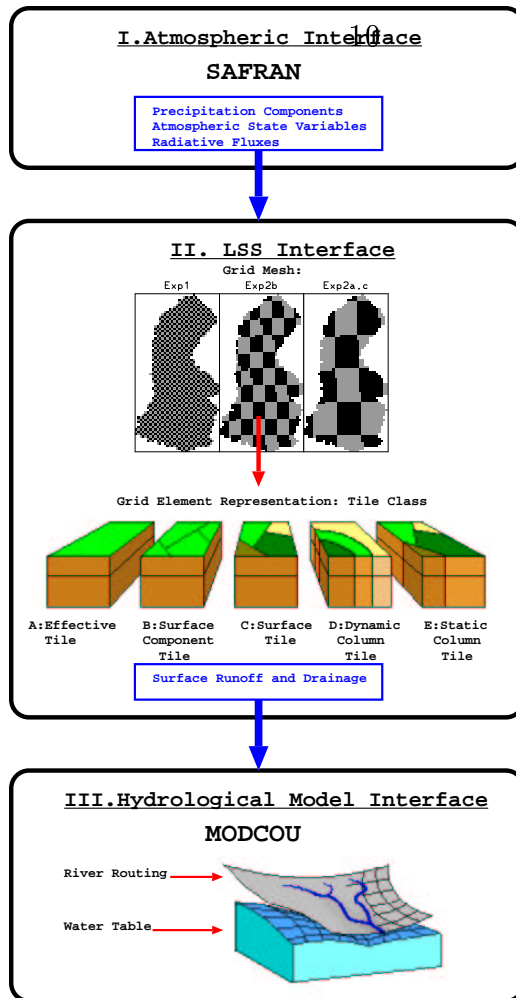 10
I.Atmospheric Interface
SAFRAN
Precipitation Components
Atmospheric State Variables
Radiative Fluxes
II. LSS Interface
Grid Mesh:
Exp1 Exp2b Exp2a,c
Grid Element Representation: Tile Class
A:Effective Tile
B:Surface Component Tile
C:Surface Tile
D:Dynamic Column Tile
E:Static Column Tile
Surface Runoff and Drainage
III.Hydrological Model Interface
MODCOU
River Routing
Water Table